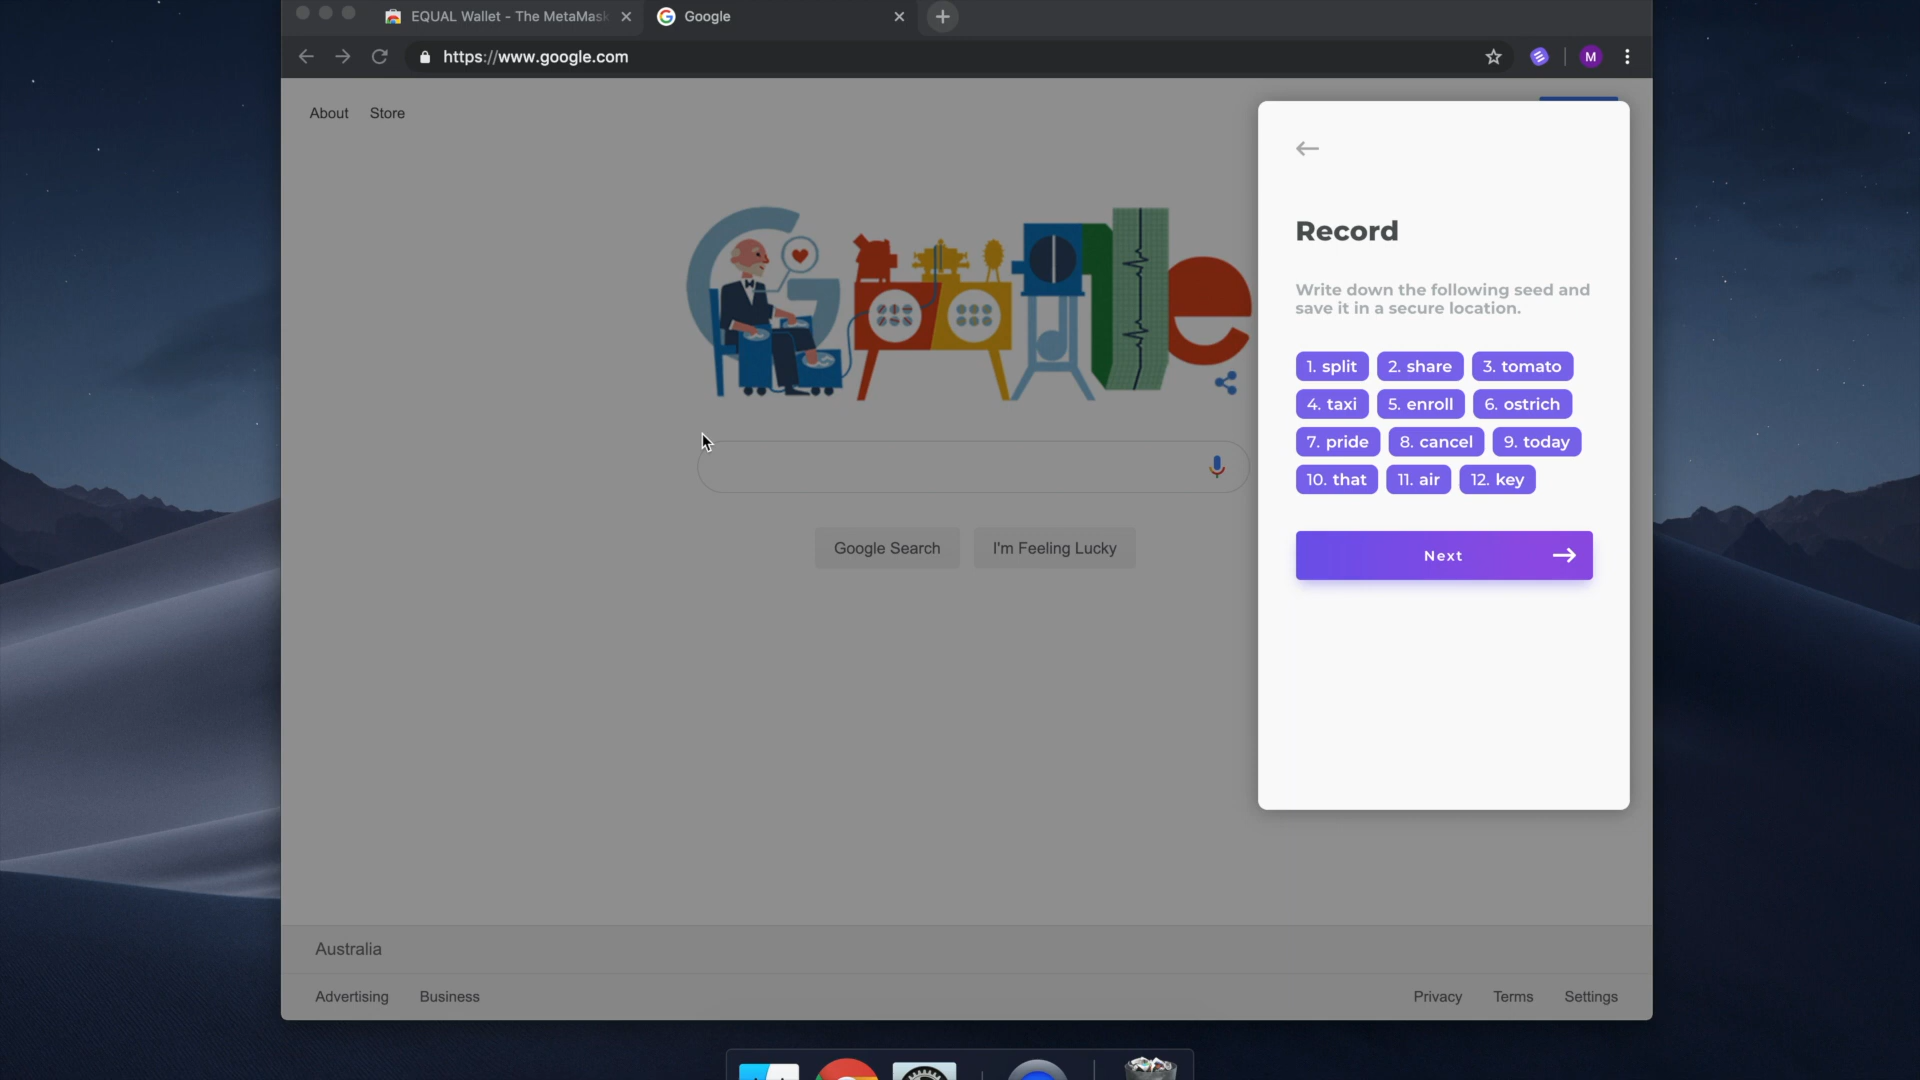 EQUAL Wallet - The MetaMask
Google
https://www.google.com
M
About Store
Record
Write down the following seed and
save it in a secure location.
1. split 2. share 3. tomato
4. taxi 5. enroll 6. ostrich
7. pride 8. cancel 9. today
10. that 11. air 12. key
Next
Google Search I'm Feeling Lucky
Australia
Advertising Business Privacy Terms Settings